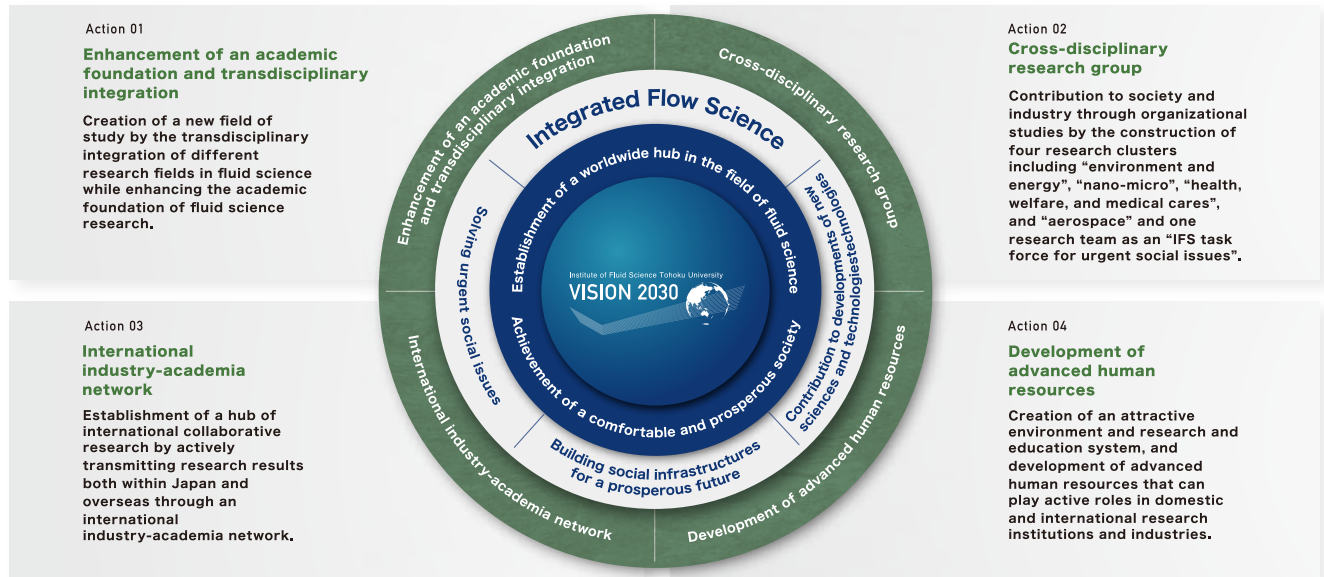 Action 01
Enhancement of an academic
foundation and transdisciplinary
integration
Creation of a new field of
study by the transdisciplinary
integration of different
research fields in fluid science
while enhancing the academic
foundation of fluid science
research.
Action 02
Cross-disciplinary
research group
Contribution to society and
industry through organizational
studies by the construction of
four research clusters
including “environment and
energy”, “nano-micro”, “health,
welfare, and medical cares”,
and “aerospace” and one
research team as an “IFS task
force for urgent social issues”.
Action 03
International
industry-academia
network
Establishment of a hub of
international collaborative
research by actively
transmitting research results
both within Japan and
overseas through an
international
industry-academia network.
Action 04
Development of
advanced human
resources
Creation of an attractive
environment and research and
education system, and
development of advanced
human resources that can
play active roles in domestic
and international research
institutions and industries.
Enhancement of an academic foundation
and transdisciplinary integration
Cross-disciplinary research group
International industry-academia network
Development of advanced human resources
Integrated Flow Science
Solving urgent social issues
Contribution to developments of new
sciences and technologiestechnologies
Building social infrastructures
for a prosperous future
Establishment of a worldwide hub in the field of fluid science
Achievement of a comfortable and prosperous society
Institute of Fluid Science Tohoku University
VISION 2030